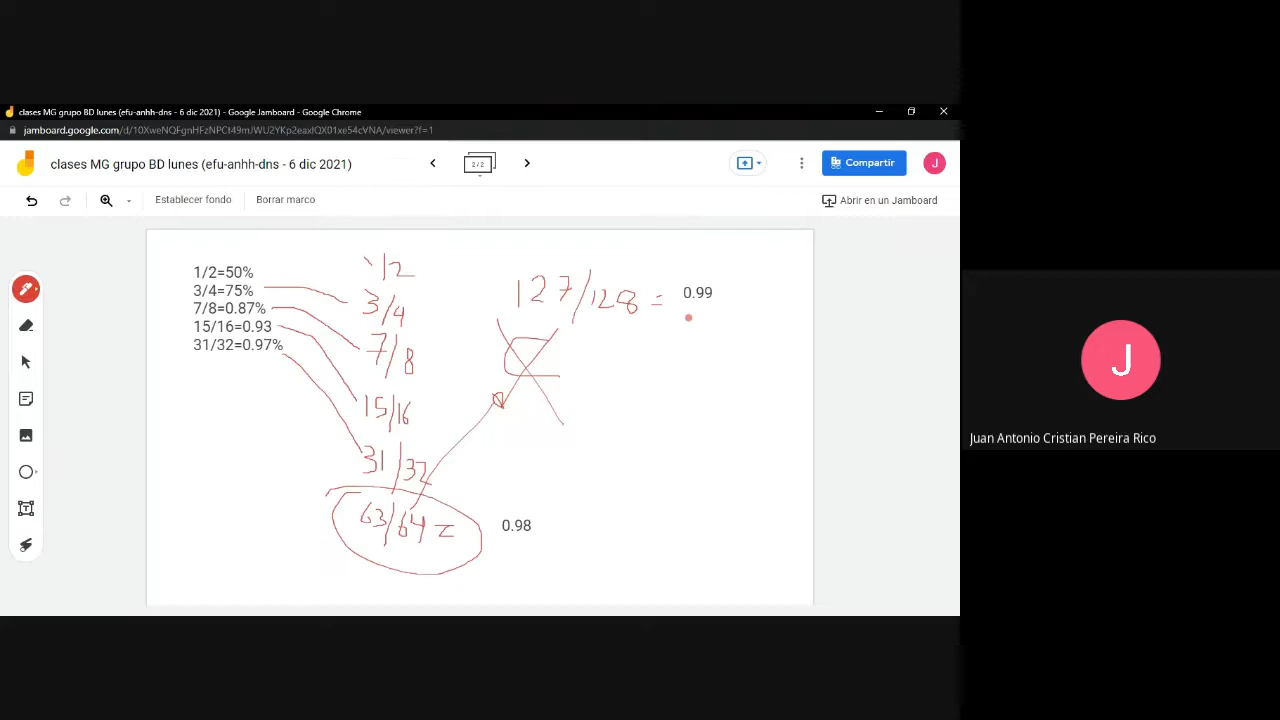 clases MG grupo BD lunes (efu-anhh-dns - 6 dic 2021) - Google Jamboard - Google Chrome
jamboard.google.com/d/10XweNQFgnHFzNPCt49mJWU2YKp2eaxlQX01xe54cVNA/viewer?f=1
clases MG grupo BD lunes (efu-anhh-dns - 6 dic 2021)
2/2
Compartir
J
Establecer fondo
Borrar marco
Abrir en un Jamboard
1/2=50%
3/4=75%
7/8=0.87%
15/16=0.93
31/32=0.97%
1/2
3/4
7/8
15/16
31/32
63/64 =
0.98
127/128 =
0.99
J
Juan Antonio Cristian Pereira Rico